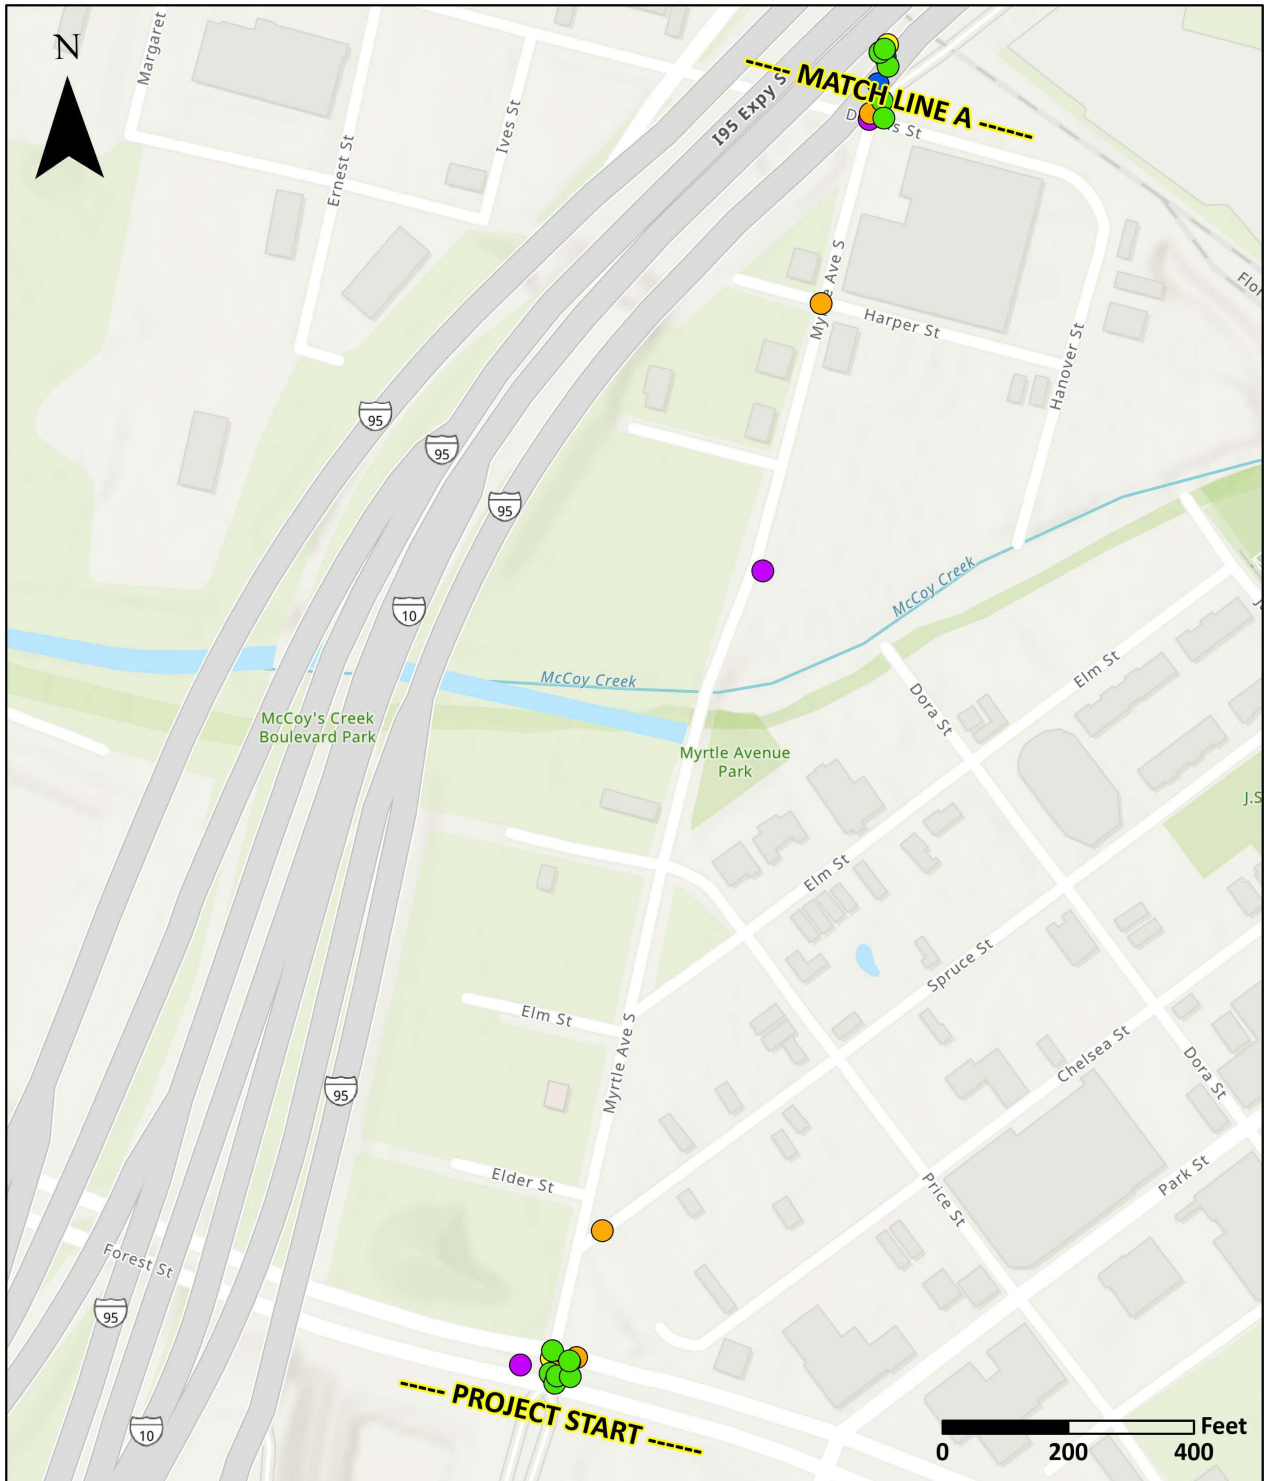 N
Margaret
Ernest St
Ives St
I95 Expy S
----- MATCH LINE A ------
Myrtle Ave S
Harper St
Hanover St
95
95
95
10
McCoy Creek
McCoy Creek
McCoy's Creek
Boulevard Park
Myrtle Avenue
Park
Dora St
Elm St
J.S
Elm St
Spruce St
Elm St
Myrtle Ave S
Chelsea St
Dora St
95
Elder St
Price St
Park St
Forest St
95
10
----- PROJECT START ------
Feet
0
200
400